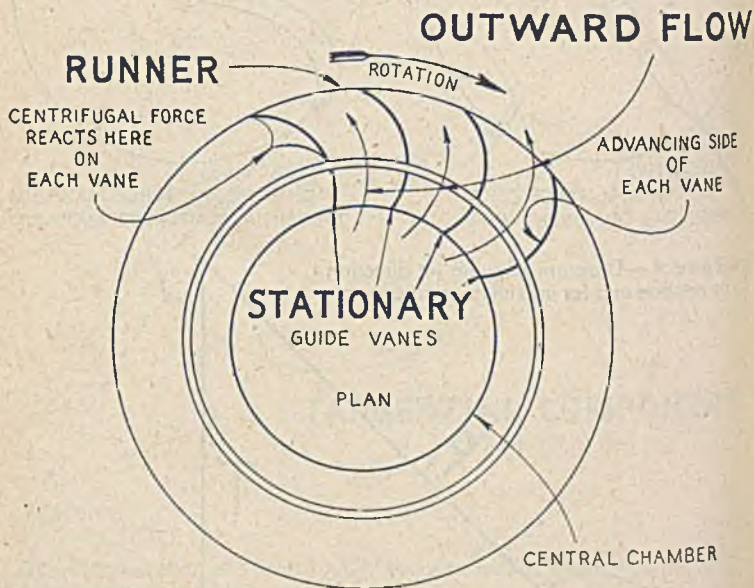 OUTWARD FLOW
RUNNER
ROTATION
CENTRIFUGAL FORCE
REACTS HERE
ON
EACH VANE
ADVANCING SIDE
OF
EACH VANE
STATIONARY
GUIDE VANES
PLAN
CENTRAL CHAMBER